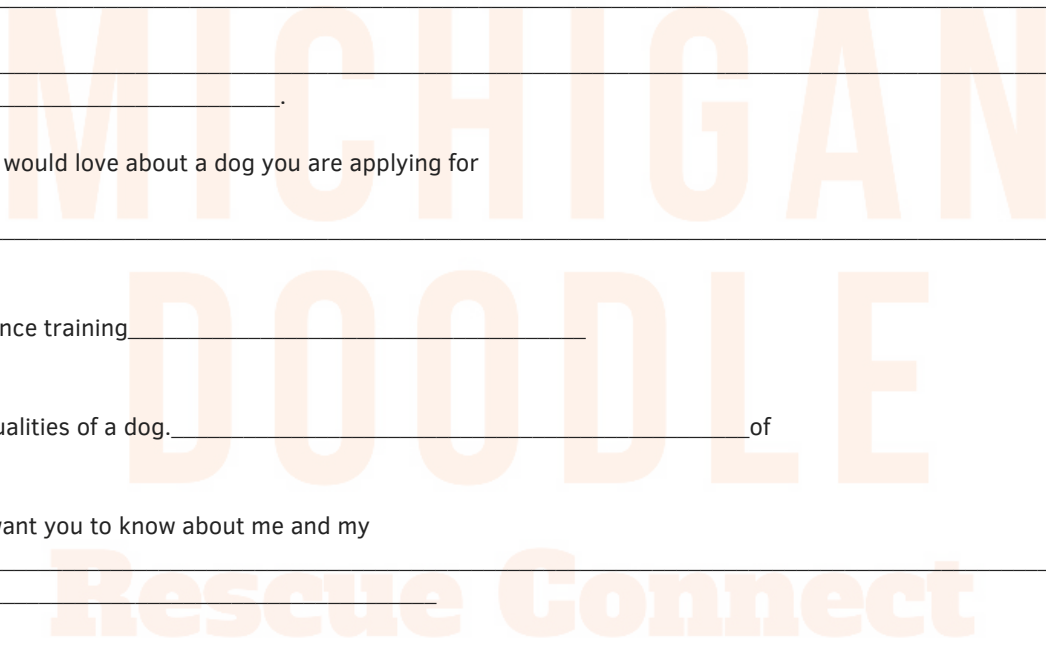 .
would love about a dog you are applying for
nce training
ualities of a dog. of
want you to know about me and my
MICHIGAN
DOODLE
Rescue Connect